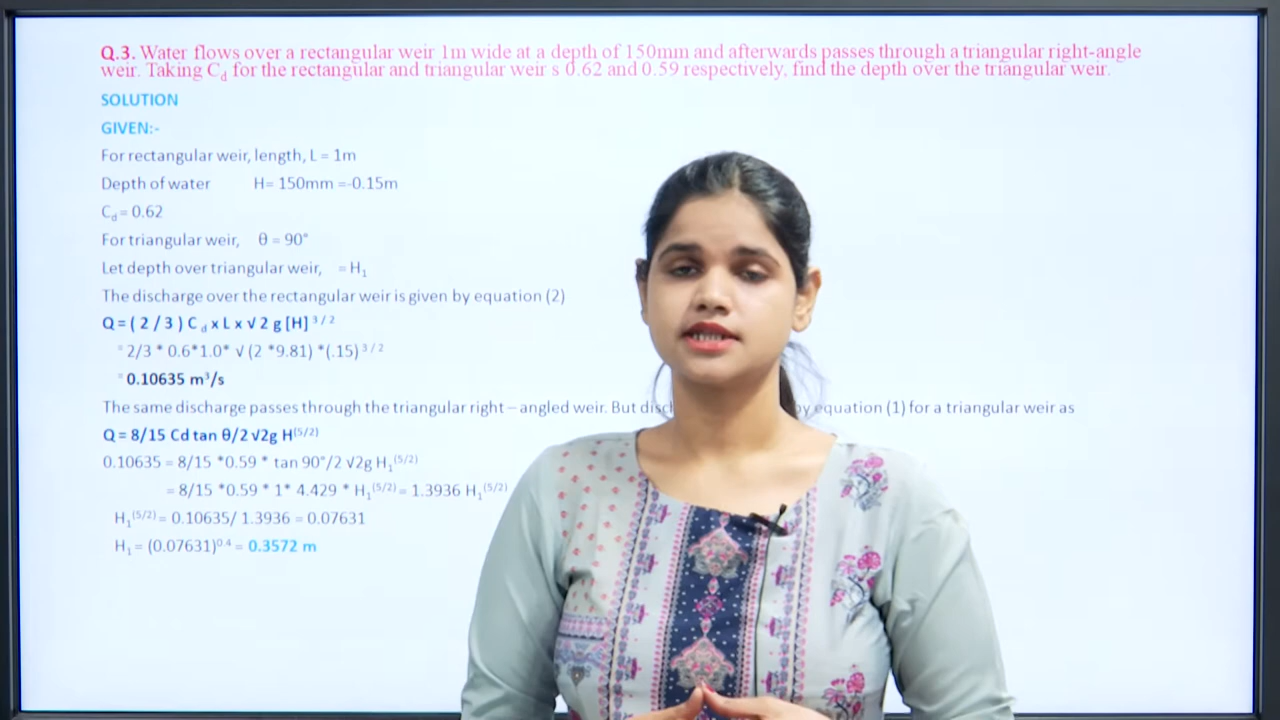 Q.3. Water flows over a rectangular weir 1m wide at a depth of 150mm and afterwards passes through a triangular right-angle
weir. Taking Cd for the rectangular and triangular weir s 0.62 and 0.59 respectively, find the depth over the triangular weir.
SOLUTION
GIVEN:-
For rectangular weir, length, L = 1m
Depth of water H= 150mm =-0.15m
Cd = 0.62
For triangular weir, θ = 90°
Let depth over triangular weir, = H₁
The discharge over the rectangular weir is given by equation (2)
Q = ( 2 / 3 ) C d x L x √ 2 g [H] ³ / ²
= 2/3 * 0.6*1.0* √ (2 *9.81) *(.15) ³ / ²
= 0.10635 m³/s
The same discharge passes through the triangular right – angled weir. But by equation (1) for a triangular weir as
Q = 8/15 Cd tan θ/2 √2g H⁽⁵/²⁾
0.10635 = 8/15 *0.59 * tan 90°/2 √2g H₁⁽⁵/²⁾
= 8/15 *0.59 * 1* 4.429 * H₁⁽⁵/²⁾ = 1.3936 H₁⁽⁵/²⁾
H₁⁽⁵/²⁾ = 0.10635/ 1.3936 = 0.07631
H₁ = (0.07631)⁰·⁴ = 0.3572 m